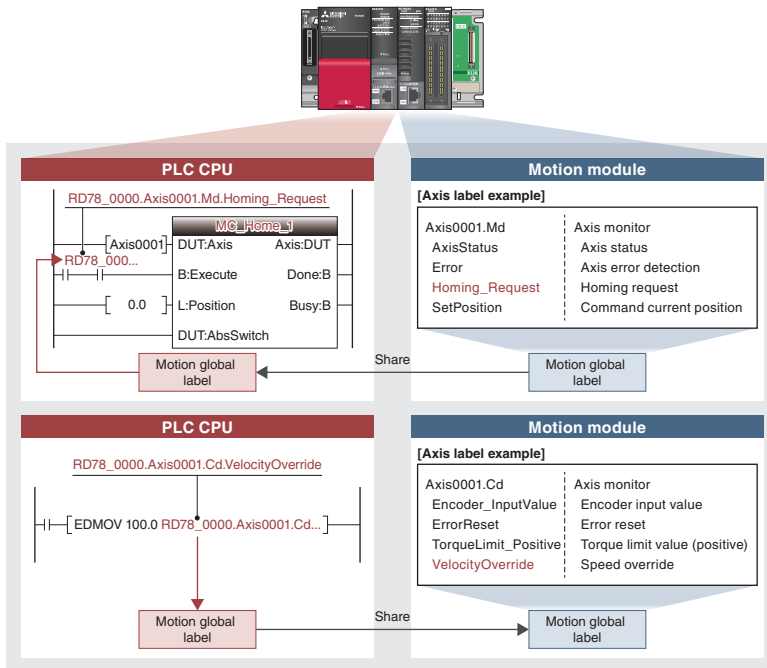 PLC CPU
RD78_0000.Axis0001.Md.Homing_Request
MC_Home_1
Axis0001
DUT:Axis
Axis:DUT
RD78_000...
B:Execute
Done:B
0.0
L:Position
Busy:B
DUT:AbsSwitch
Motion global
label
Share
Motion module
[Axis label example]
Axis0001.Md
Axis monitor
AxisStatus
Axis status
Error
Axis error detection
Homing_Request
Homing request
SetPosition
Command current position
Motion global
label
PLC CPU
RD78_0000.Axis0001.Cd.VelocityOverride
EDMOV 100.0 RD78_0000.Axis0001.Cd...
Motion global
label
Share
Motion module
[Axis label example]
Axis0001.Cd
Axis monitor
Encoder_InputValue
Encoder input value
ErrorReset
Error reset
TorqueLimit_Positive
Torque limit value (positive)
VelocityOverride
Speed override
Motion global
label